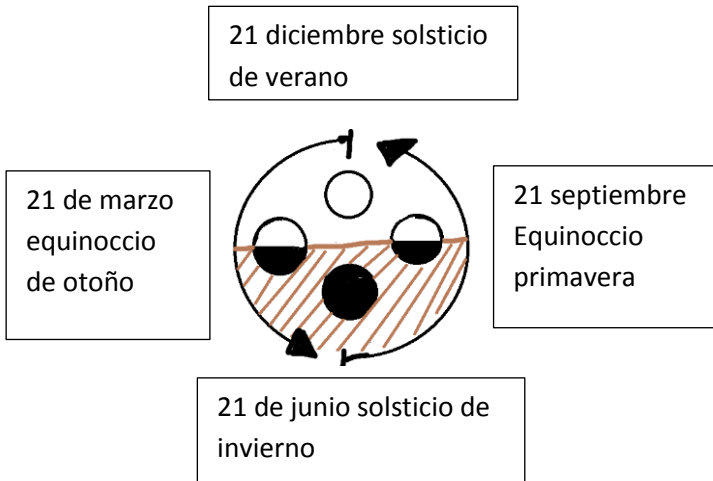 21 diciembre solsticio
de verano
21 de marzo
equinoccio
de otoño
21 septiembre
Equinoccio
primavera
21 de junio solsticio de
invierno